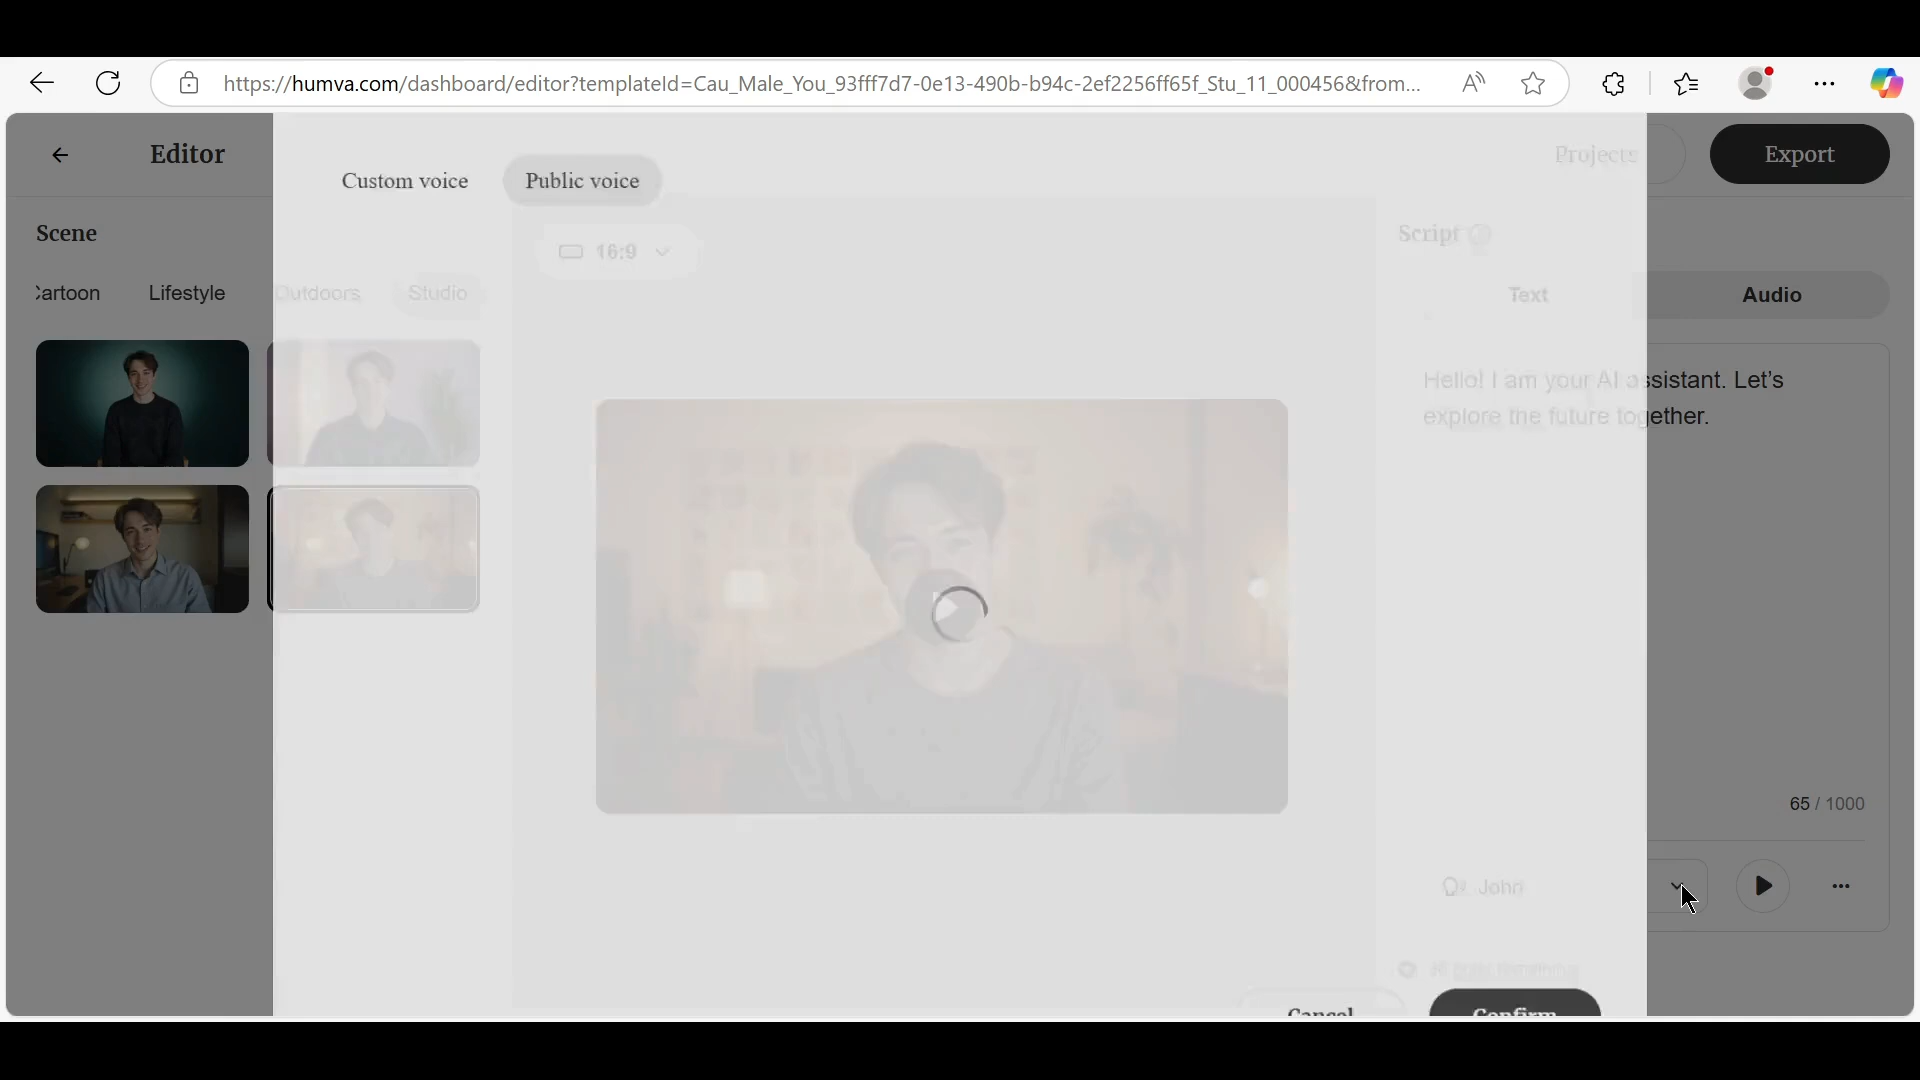 https://humva.com/dashboard/editor?templateId=Cau_Male_You_93fff7d7-0e13-490b-b94c-2ef2256ff65f_Stu_11_000456&from...
Editor
Custom voice
Public voice
Projects
Export
Scene
16:9
Script
Cartoon
Lifestyle
Outdoors
Studio
Text
Audio
Hello! I am your AI assistant. Let's
explore the future together.
65 / 1000
John
Cancel
Confirm